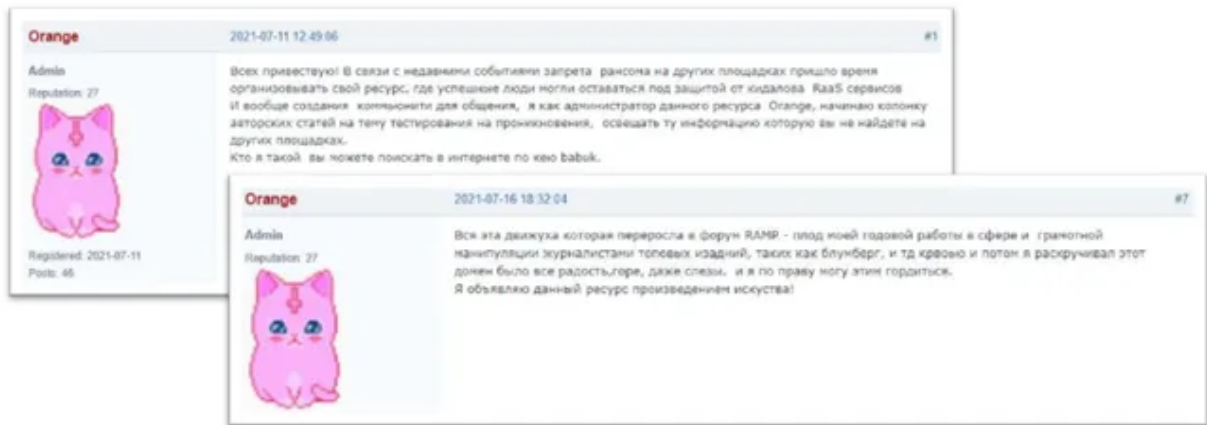 Orange 2021-07-11 12:49:06 #1
Admin
Reputation: 27
Всех приветствую! В связи с недавними событиями запрета рансома на других площадках пришло время
организовывать свой ресурс, где успешные люди могли оставаться под защитой от кидалова RaaS сервисов
И вообще создания коммьюнити для общения, я как администратор данного ресурса Orange, начинаю колонку
авторских статей на тему тестирования на проникновения, освещать ту информацию которую вы не найдете на
других площадках.
Кто я такой вы можете поискать в интернете по кею babuk.
Registered: 2021-07-11
Posts: 46
Orange 2021-07-16 18:32:04 #7
Admin
Reputation: 27
Вся эта движуха которая переросла в форум RAMP - плод моей годовой работы в сфере и грамотной
манипуляции журналистами топовых изадний, таких как блумберг, и тд кровью и потом я раскручивал этот
домен было все радость,горе, даже слезы. и я по праву могу этим гордиться.
Я объявляю данный ресурс произведением искуства!